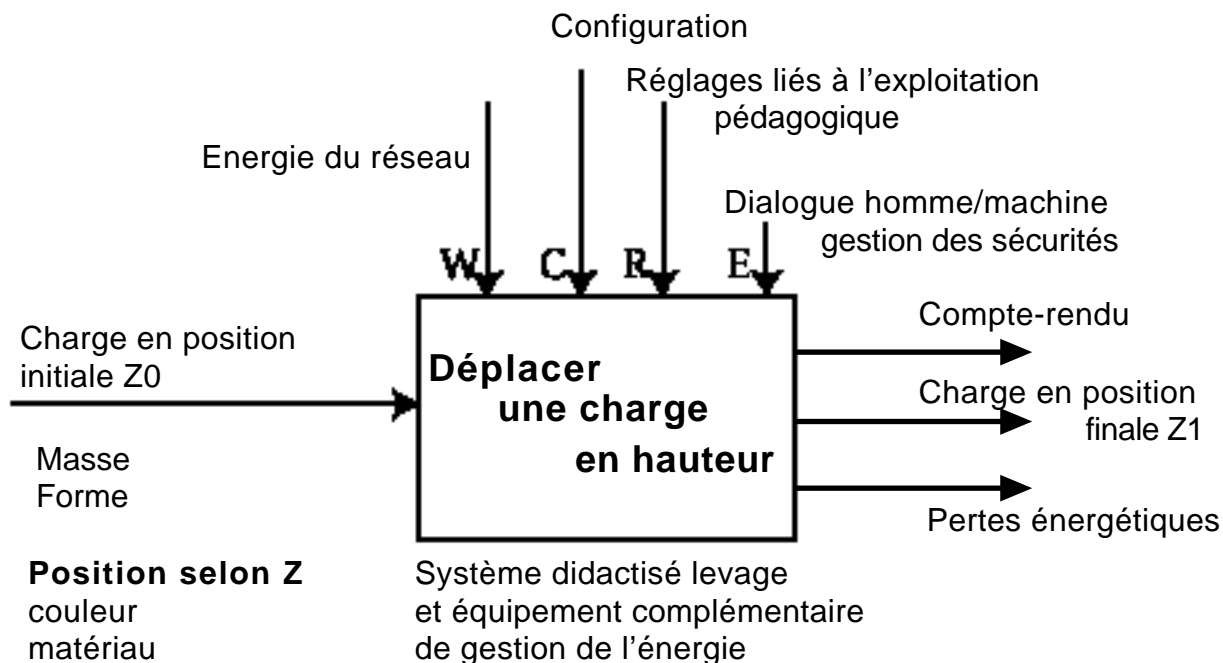 Configuration
Réglages liés à l’exploitation
pédagogique
Energie du réseau
Dialogue homme/machine
gestion des sécurités
W C R E
Compte-rendu
Charge en position
initiale Z0
Déplacer
une charge
en hauteur
Charge en position
finale Z1
Masse
Forme
Pertes énergétiques
Position selon Z
couleur
matériau
Système didactisé levage
et équipement complémentaire
de gestion de l’énergie